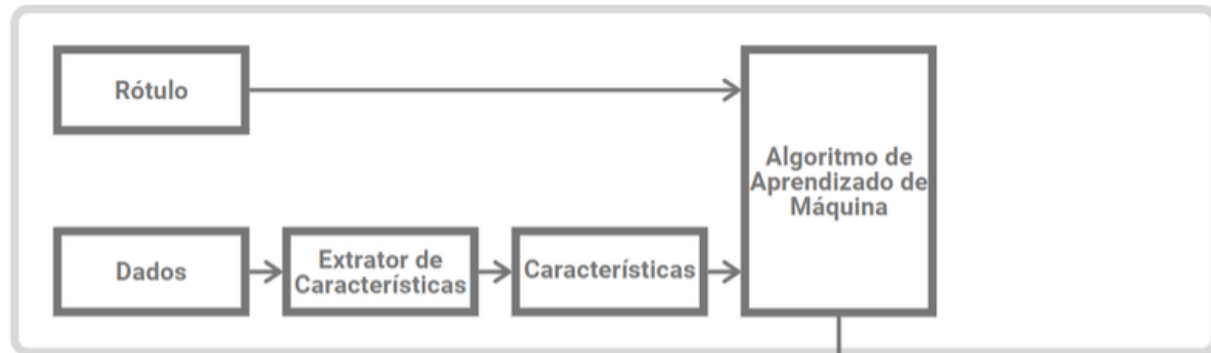 Rótulo
Algoritmo de
Aprendizado de
Máquina
Dados
Extrator de
Características
Características